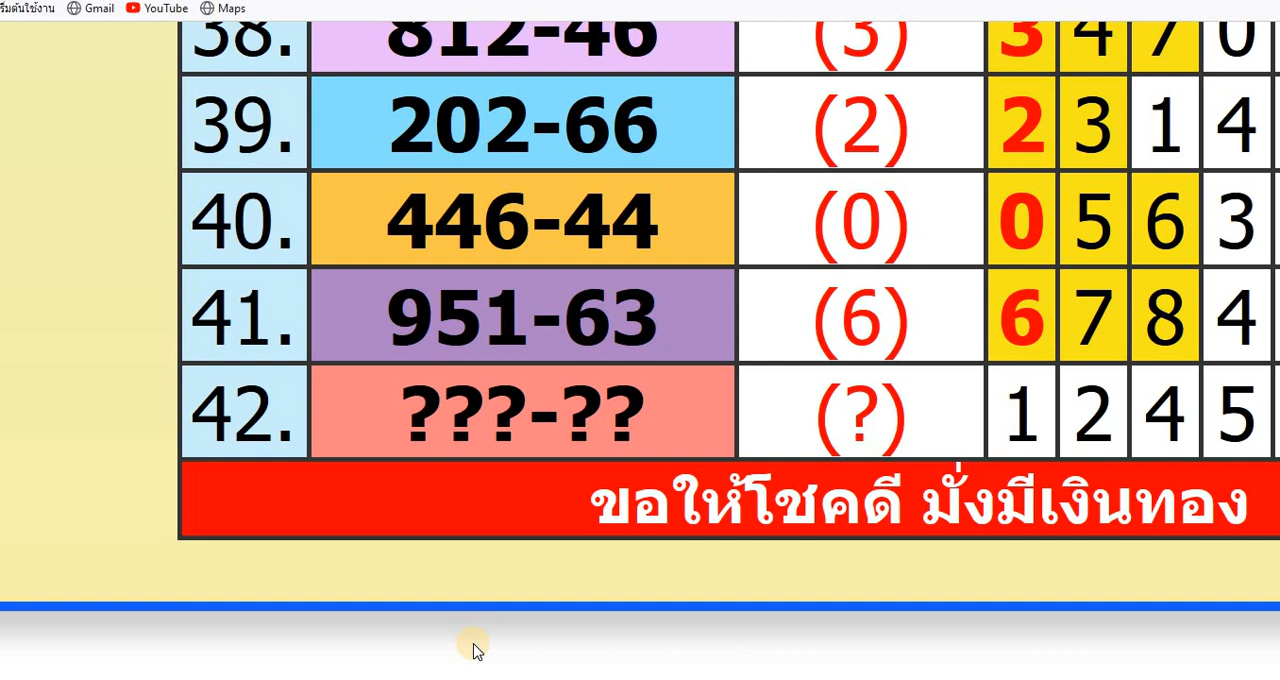 เริ่มต้นใช้งาน Gmail YouTube Maps
38. 812-46 (3) 3 4 7 0
39. 202-66 (2) 2 3 1 4
40. 446-44 (0) 0 5 6 3
41. 951-63 (6) 6 7 8 4
42. ???-?? (?) 1 2 4 5
ขอให้โชคดี มั่งมีเงินทอง